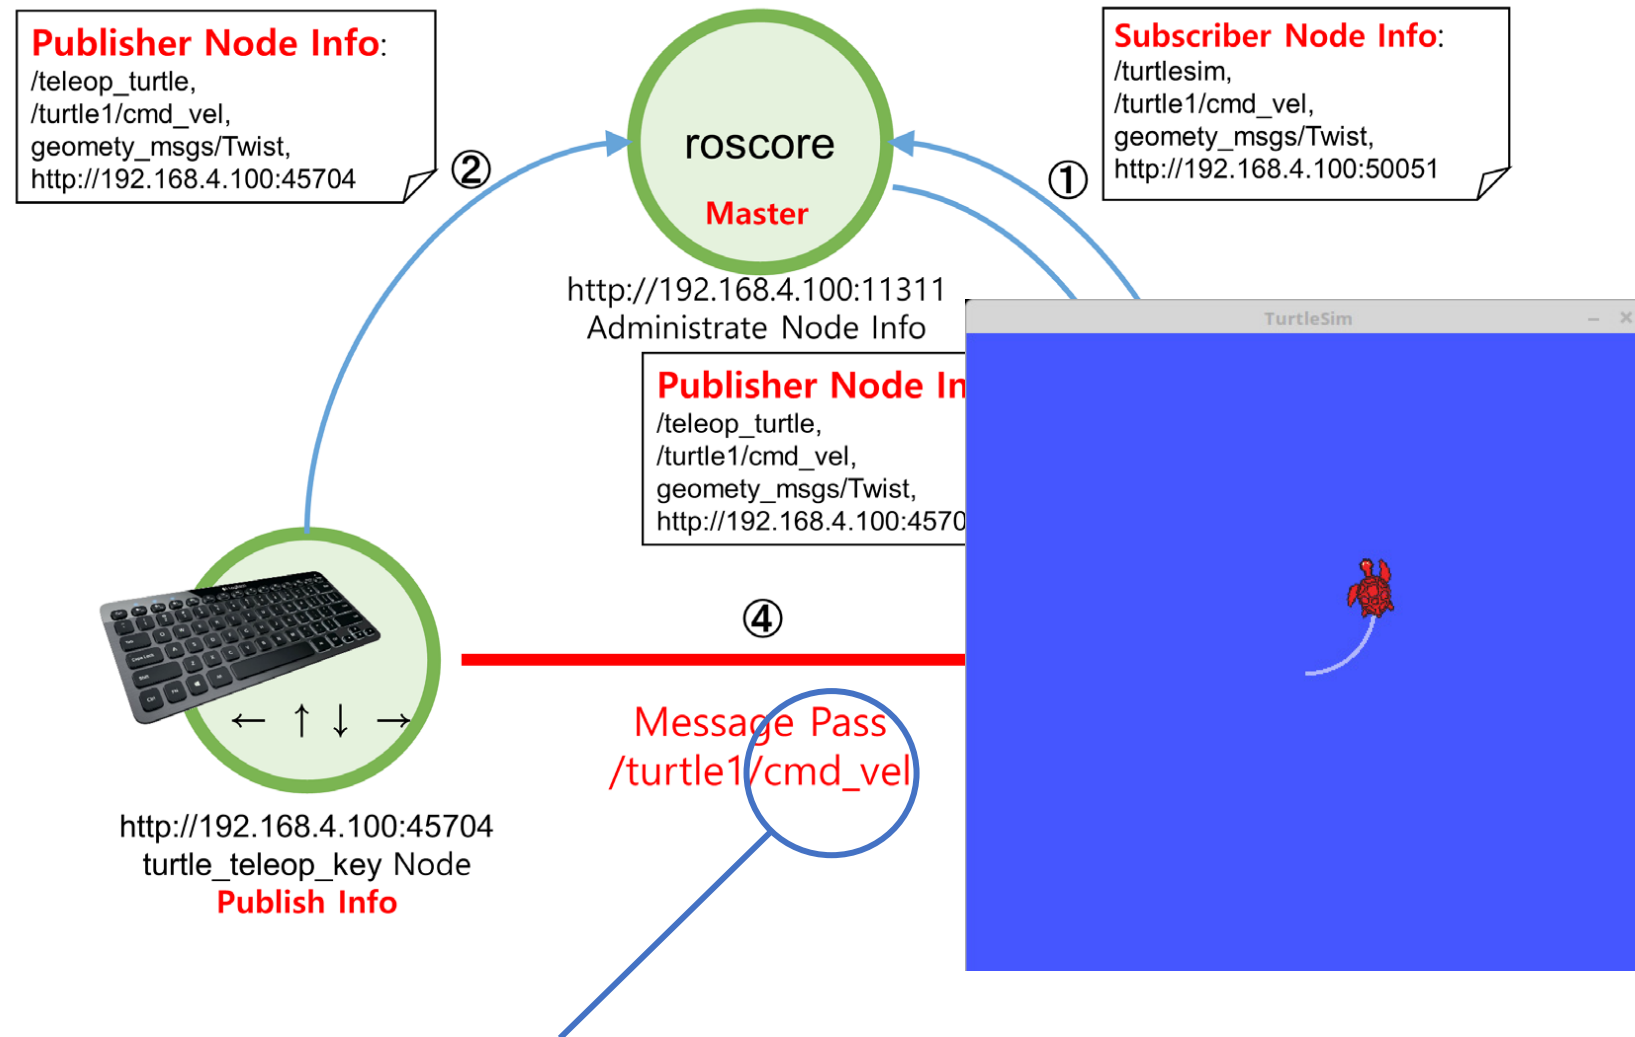 Publisher Node Info:
/teleop_turtle,
/turtle1/cmd_vel,
geomety_msgs/Twist,
http://192.168.4.100:45704
②
roscore
Master
http://192.168.4.100:11311
Administrate Node Info
①
Subscriber Node Info:
/turtlesim,
/turtle1/cmd_vel,
geomety_msgs/Twist,
http://192.168.4.100:50051
Publisher Node In
/teleop_turtle,
/turtle1/cmd_vel,
geomety_msgs/Twist,
http://192.168.4.100:4570
TurtleSim
④
Message Pass
/turtle1/cmd_vel
← ↑ ↓ →
http://192.168.4.100:45704
turtle_teleop_key Node
Publish Info